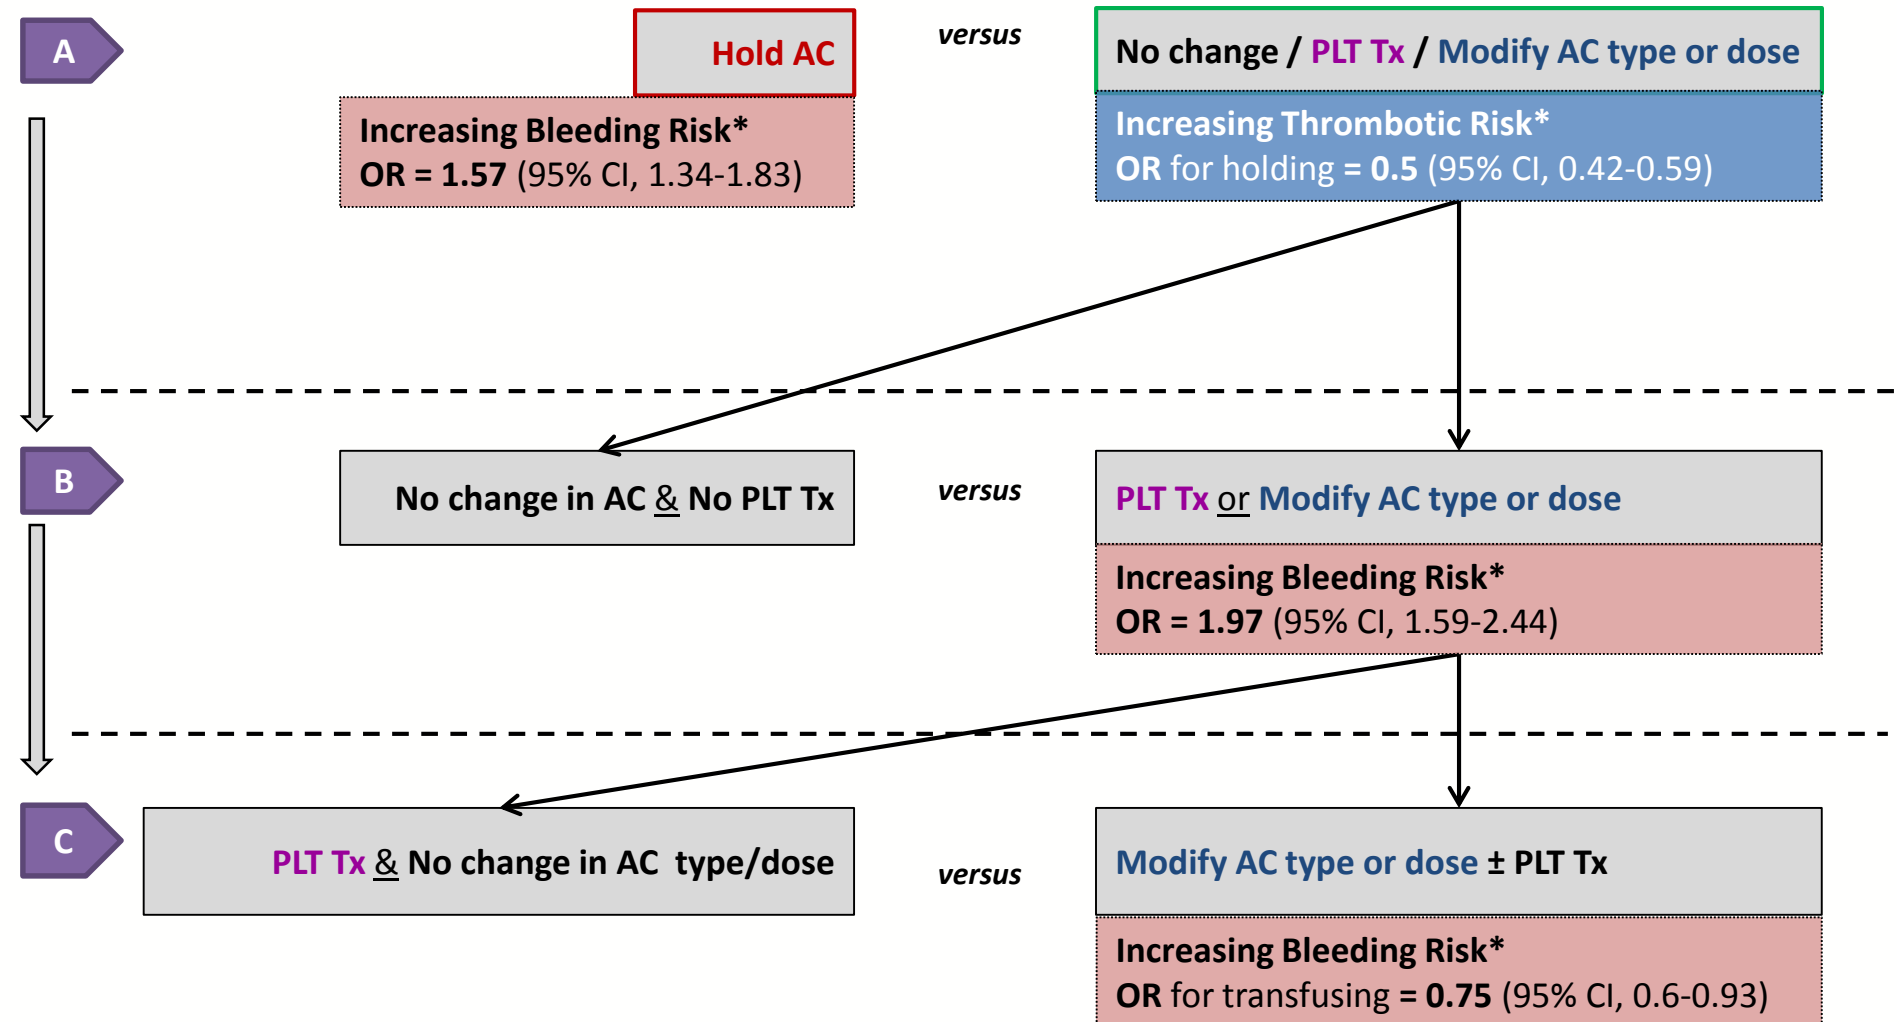 A
Hold AC
versus
No change / PLT Tx / Modify AC type or dose
Increasing Bleeding Risk*
OR = 1.57 (95% CI, 1.34-1.83)
Increasing Thrombotic Risk*
OR for holding = 0.5 (95% CI, 0.42-0.59)
B
No change in AC & No PLT Tx
versus
PLT Tx or Modify AC type or dose
Increasing Bleeding Risk*
OR = 1.97 (95% CI, 1.59-2.44)
C
PLT Tx & No change in AC type/dose
versus
Modify AC type or dose ± PLT Tx
Increasing Bleeding Risk*
OR for transfusing = 0.75 (95% CI, 0.6-0.93)